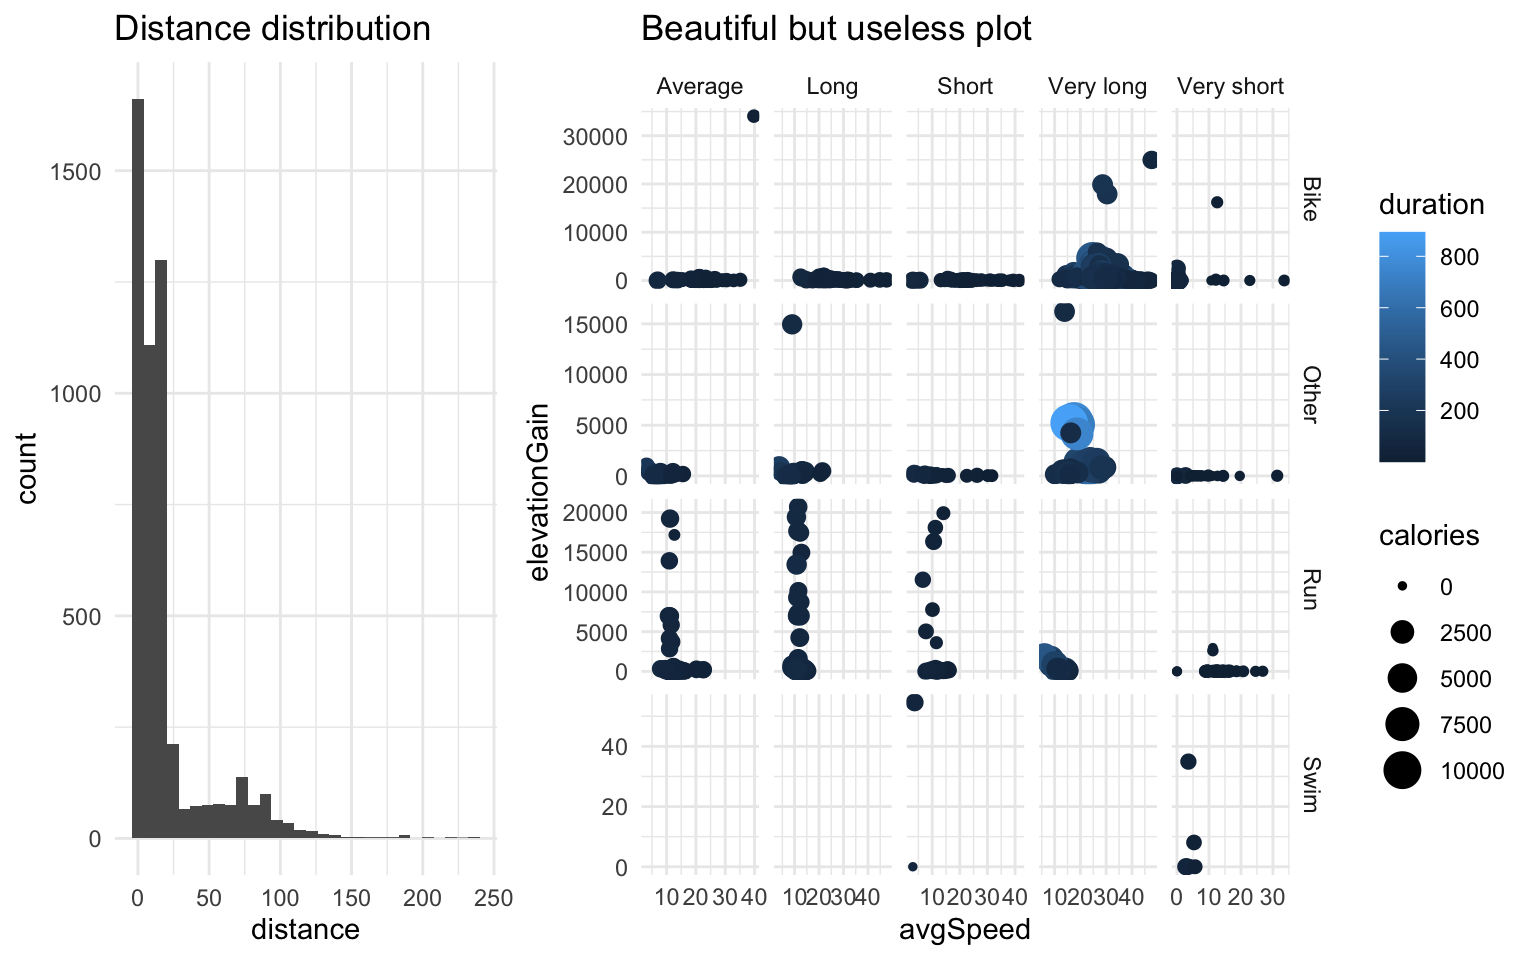 Distance distribution
Beautiful but useless plot
count
1500
1000
500
0
0 50 100 150 200 250
distance
Average Long Short Very long Very short
elevationGain
30000
20000
10000
0
Bike
15000
10000
5000
0
Other
20000
15000
10000
5000
0
Run
40
20
0
Swim
10 20 30 40 10 20 30 40 10 20 30 40 10 20 30 40 0 10 20 30
avgSpeed
duration
800
600
400
200
calories
0
2500
5000
7500
10000